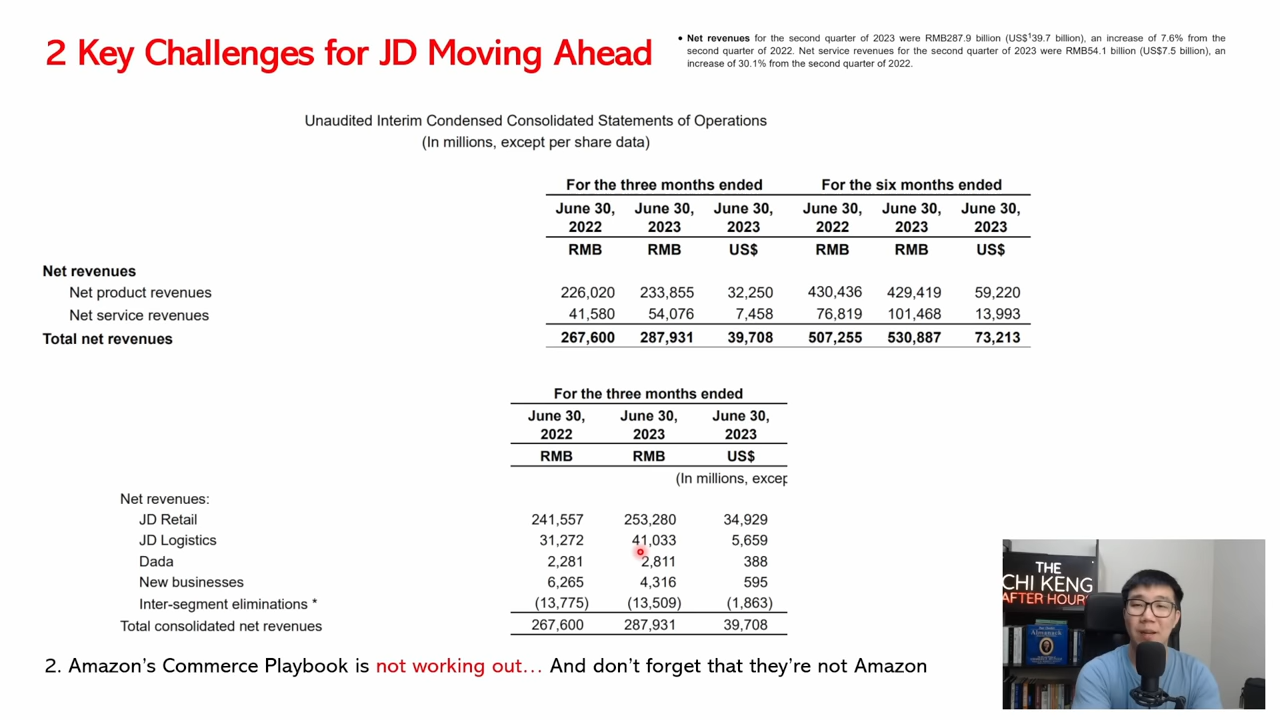 2 Key Challenges for JD Moving Ahead
• Net revenues for the second quarter of 2023 were RMB287.9 billion (US$¹39.7 billion), an increase of 7.6% from the
second quarter of 2022. Net service revenues for the second quarter of 2023 were RMB54.1 billion (US$7.5 billion), an
increase of 30.1% from the second quarter of 2022.
Unaudited Interim Condensed Consolidated Statements of Operations
(In millions, except per share data)
For the three months ended For the six months ended
June 30, June 30, June 30, June 30, June 30, June 30,
2022 2023 2023 2022 2023 2023
RMB RMB US$ RMB RMB US$
Net revenues
Net product revenues 226,020 233,855 32,250 430,436 429,419 59,220
Net service revenues 41,580 54,076 7,458 76,819 101,468 13,993
Total net revenues 267,600 287,931 39,708 507,255 530,887 73,213
For the three months ended
June 30, June 30, June 30,
2022 2023 2023
RMB RMB US$
(In millions, excep
Net revenues:
JD Retail 241,557 253,280 34,929
JD Logistics 31,272 41,033 5,659
Dada 2,281 2,811 388
New businesses 6,265 4,316 595
Inter-segment eliminations * (13,775) (13,509) (1,863)
Total consolidated net revenues 267,600 287,931 39,708
2. Amazon's Commerce Playbook is not working out... And don't forget that they're not Amazon
THE
CHI KENG
AFTER HOURS
Almanack